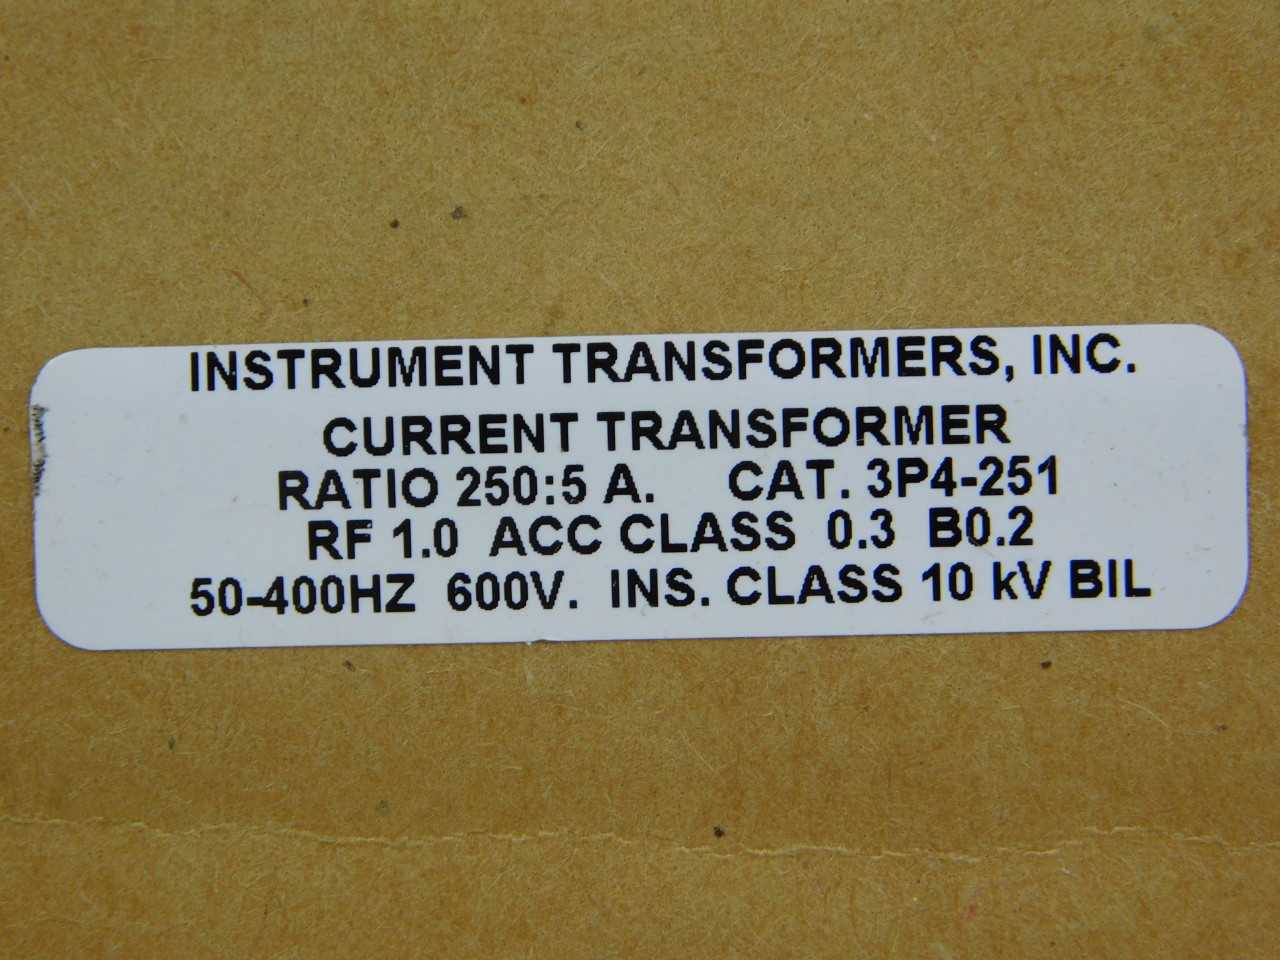 INSTRUMENT TRANSFORMERS, INC.
CURRENT TRANSFORMER
RATIO 250:5 A. CAT. 3P4-251
RF 1.0 ACC CLASS 0.3 B0.2
50-400HZ 600V. INS. CLASS 10 kV BIL